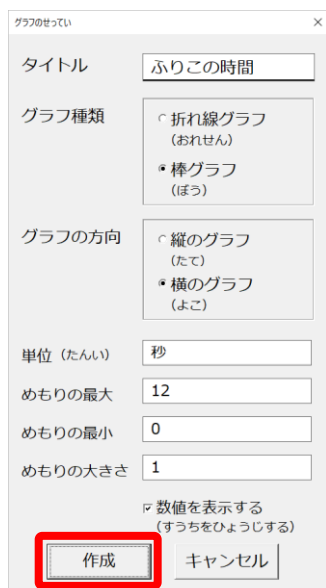 グラフのせってい
タイトル ふりこの時間
グラフ種類
折れ線グラフ
(おれせん)
棒グラフ
(ぼう)
グラフの方向
縦のグラフ
(たて)
横のグラフ
(よこ)
単位（たんい） 秒
めもりの最大 12
めもりの最小 0
めもりの大きさ 1
数値を表示する
(すうちをひょうじする)
作成 キャンセル